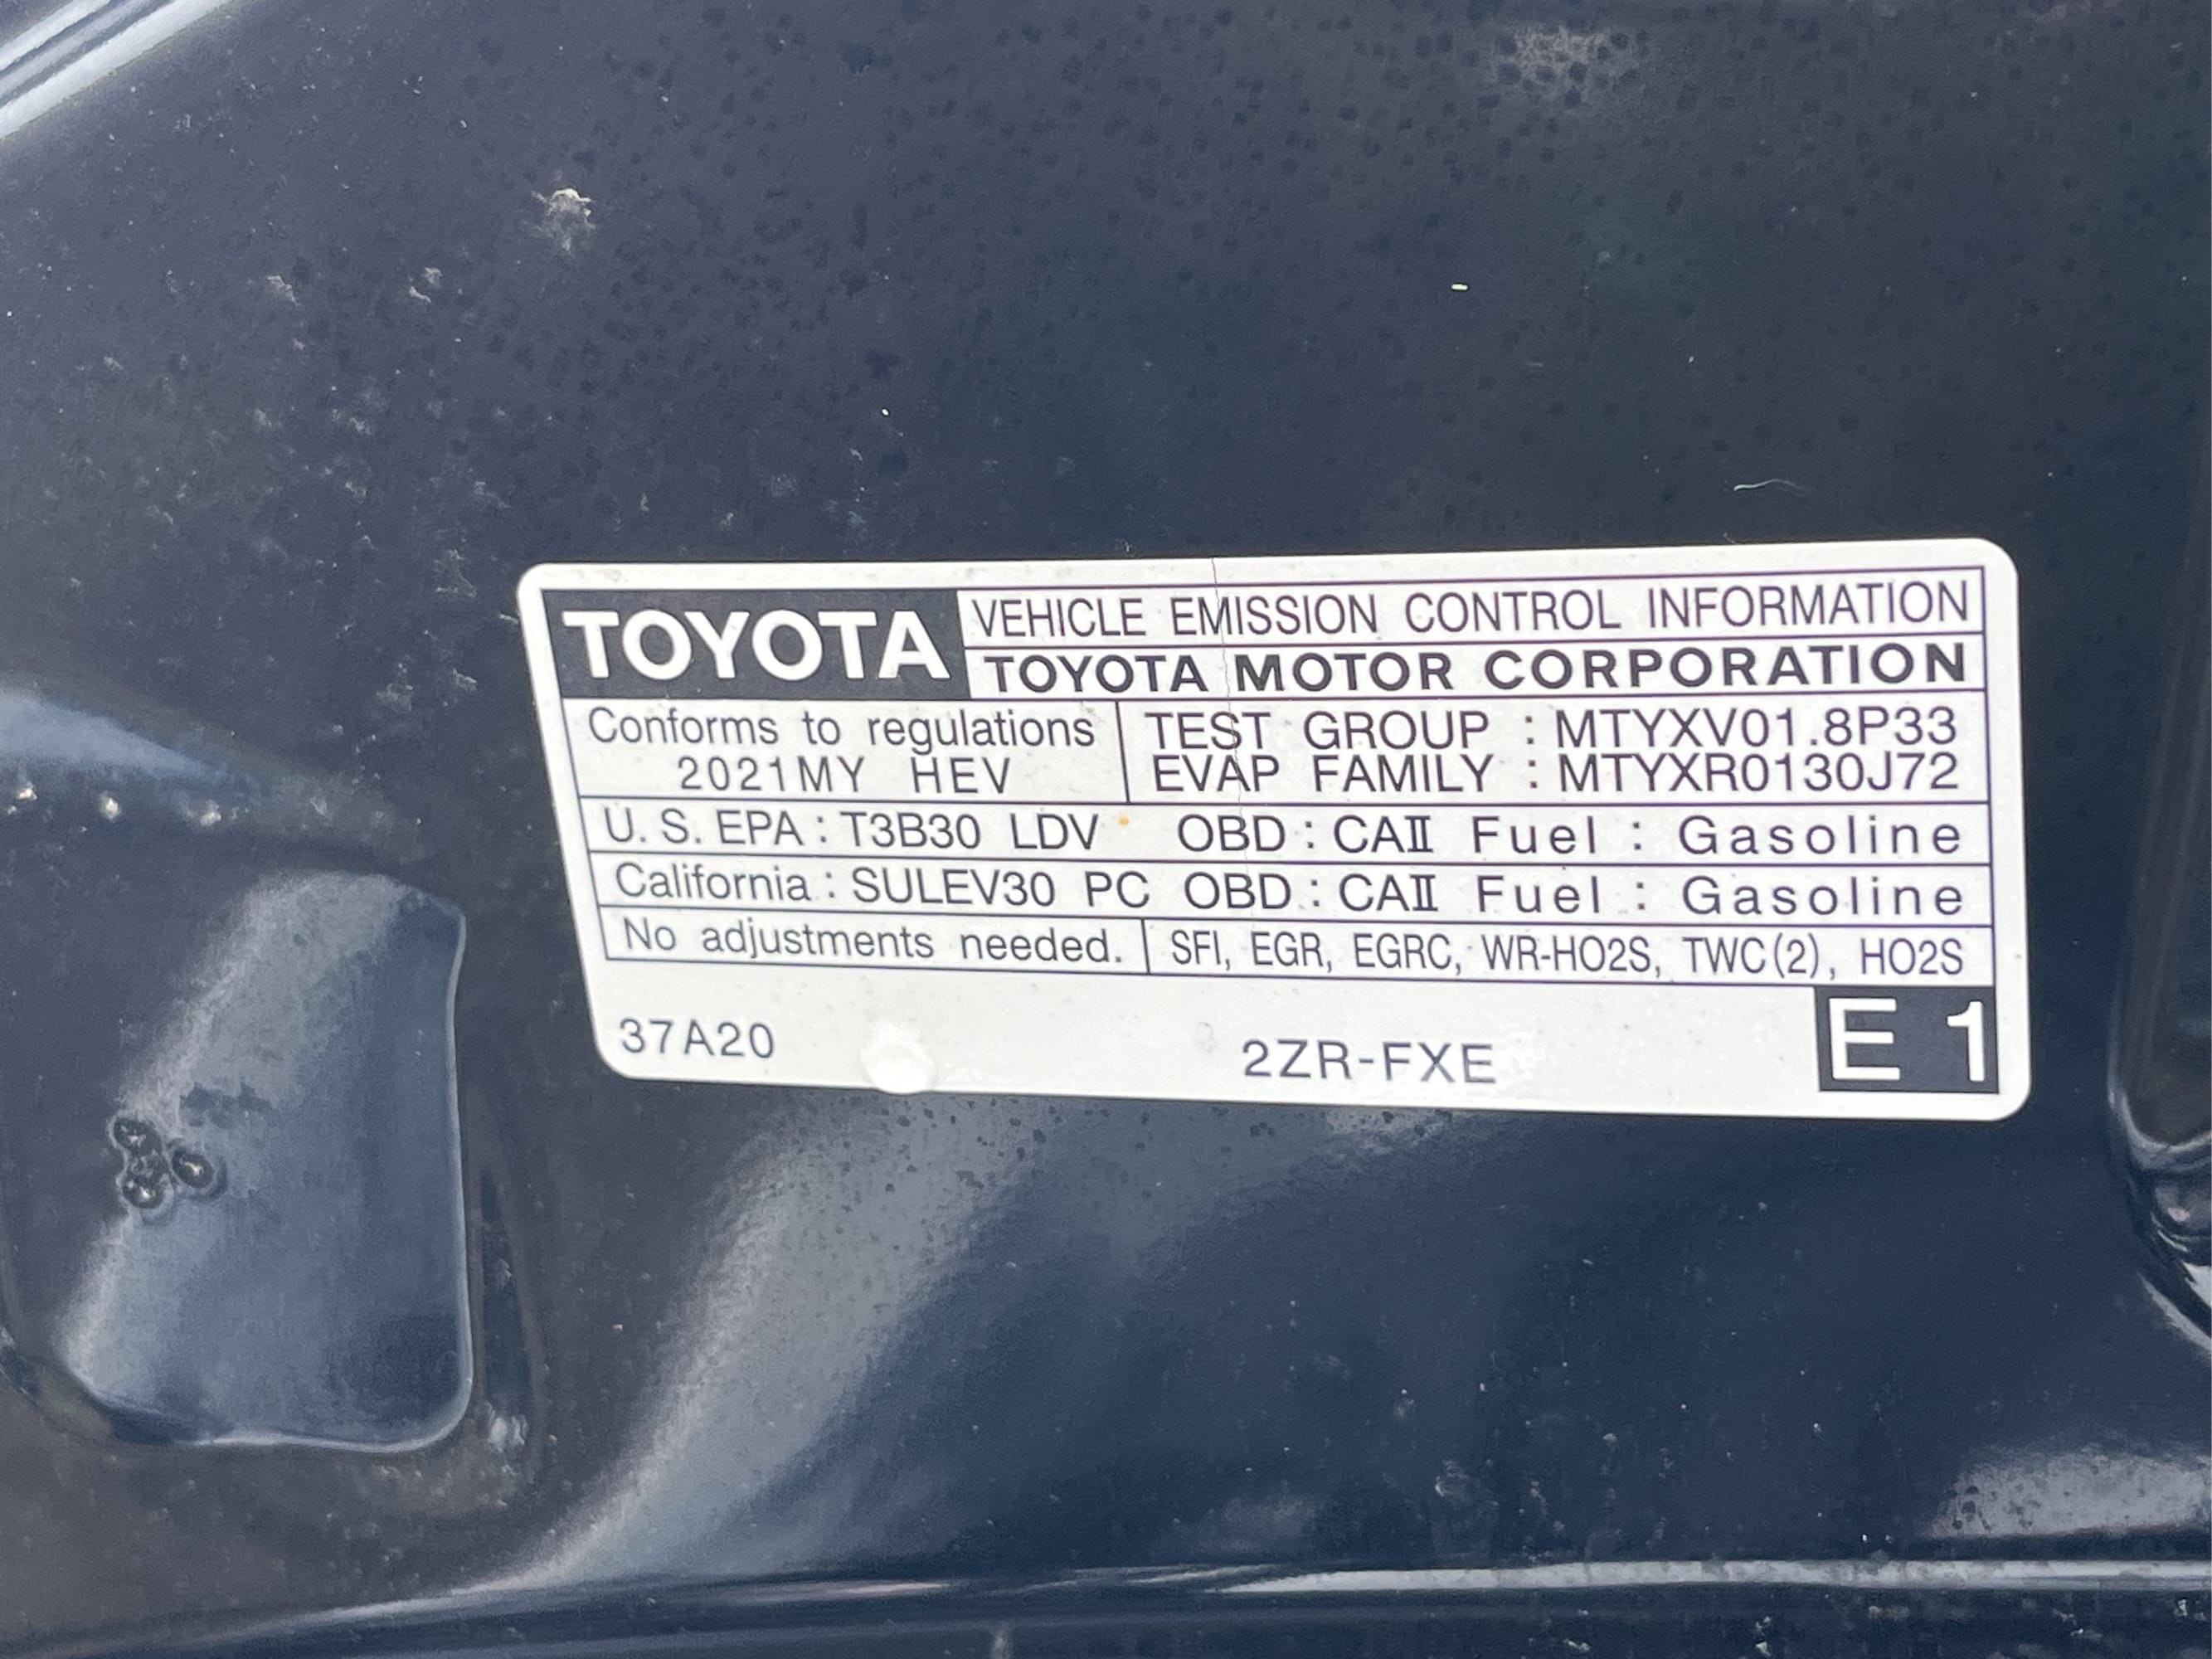 TOYOTA VEHICLE EMISSION CONTROL INFORMATION
TOYOTA MOTOR CORPORATION
Conforms to regulations
2021MY HEV
TEST GROUP : MTYXV01.8P33
EVAP FAMILY : MTYXR0130J72
U.S.EPA : T3B30 LDV OBD : CAⅡ Fuel : Gasoline
California : SULEV30 PC OBD : CAⅡ Fuel : Gasoline
No adjustments needed. SFI, EGR, EGRC, WR-HO2S, TWC(2), HO2S
37A20 2ZR-FXE E 1